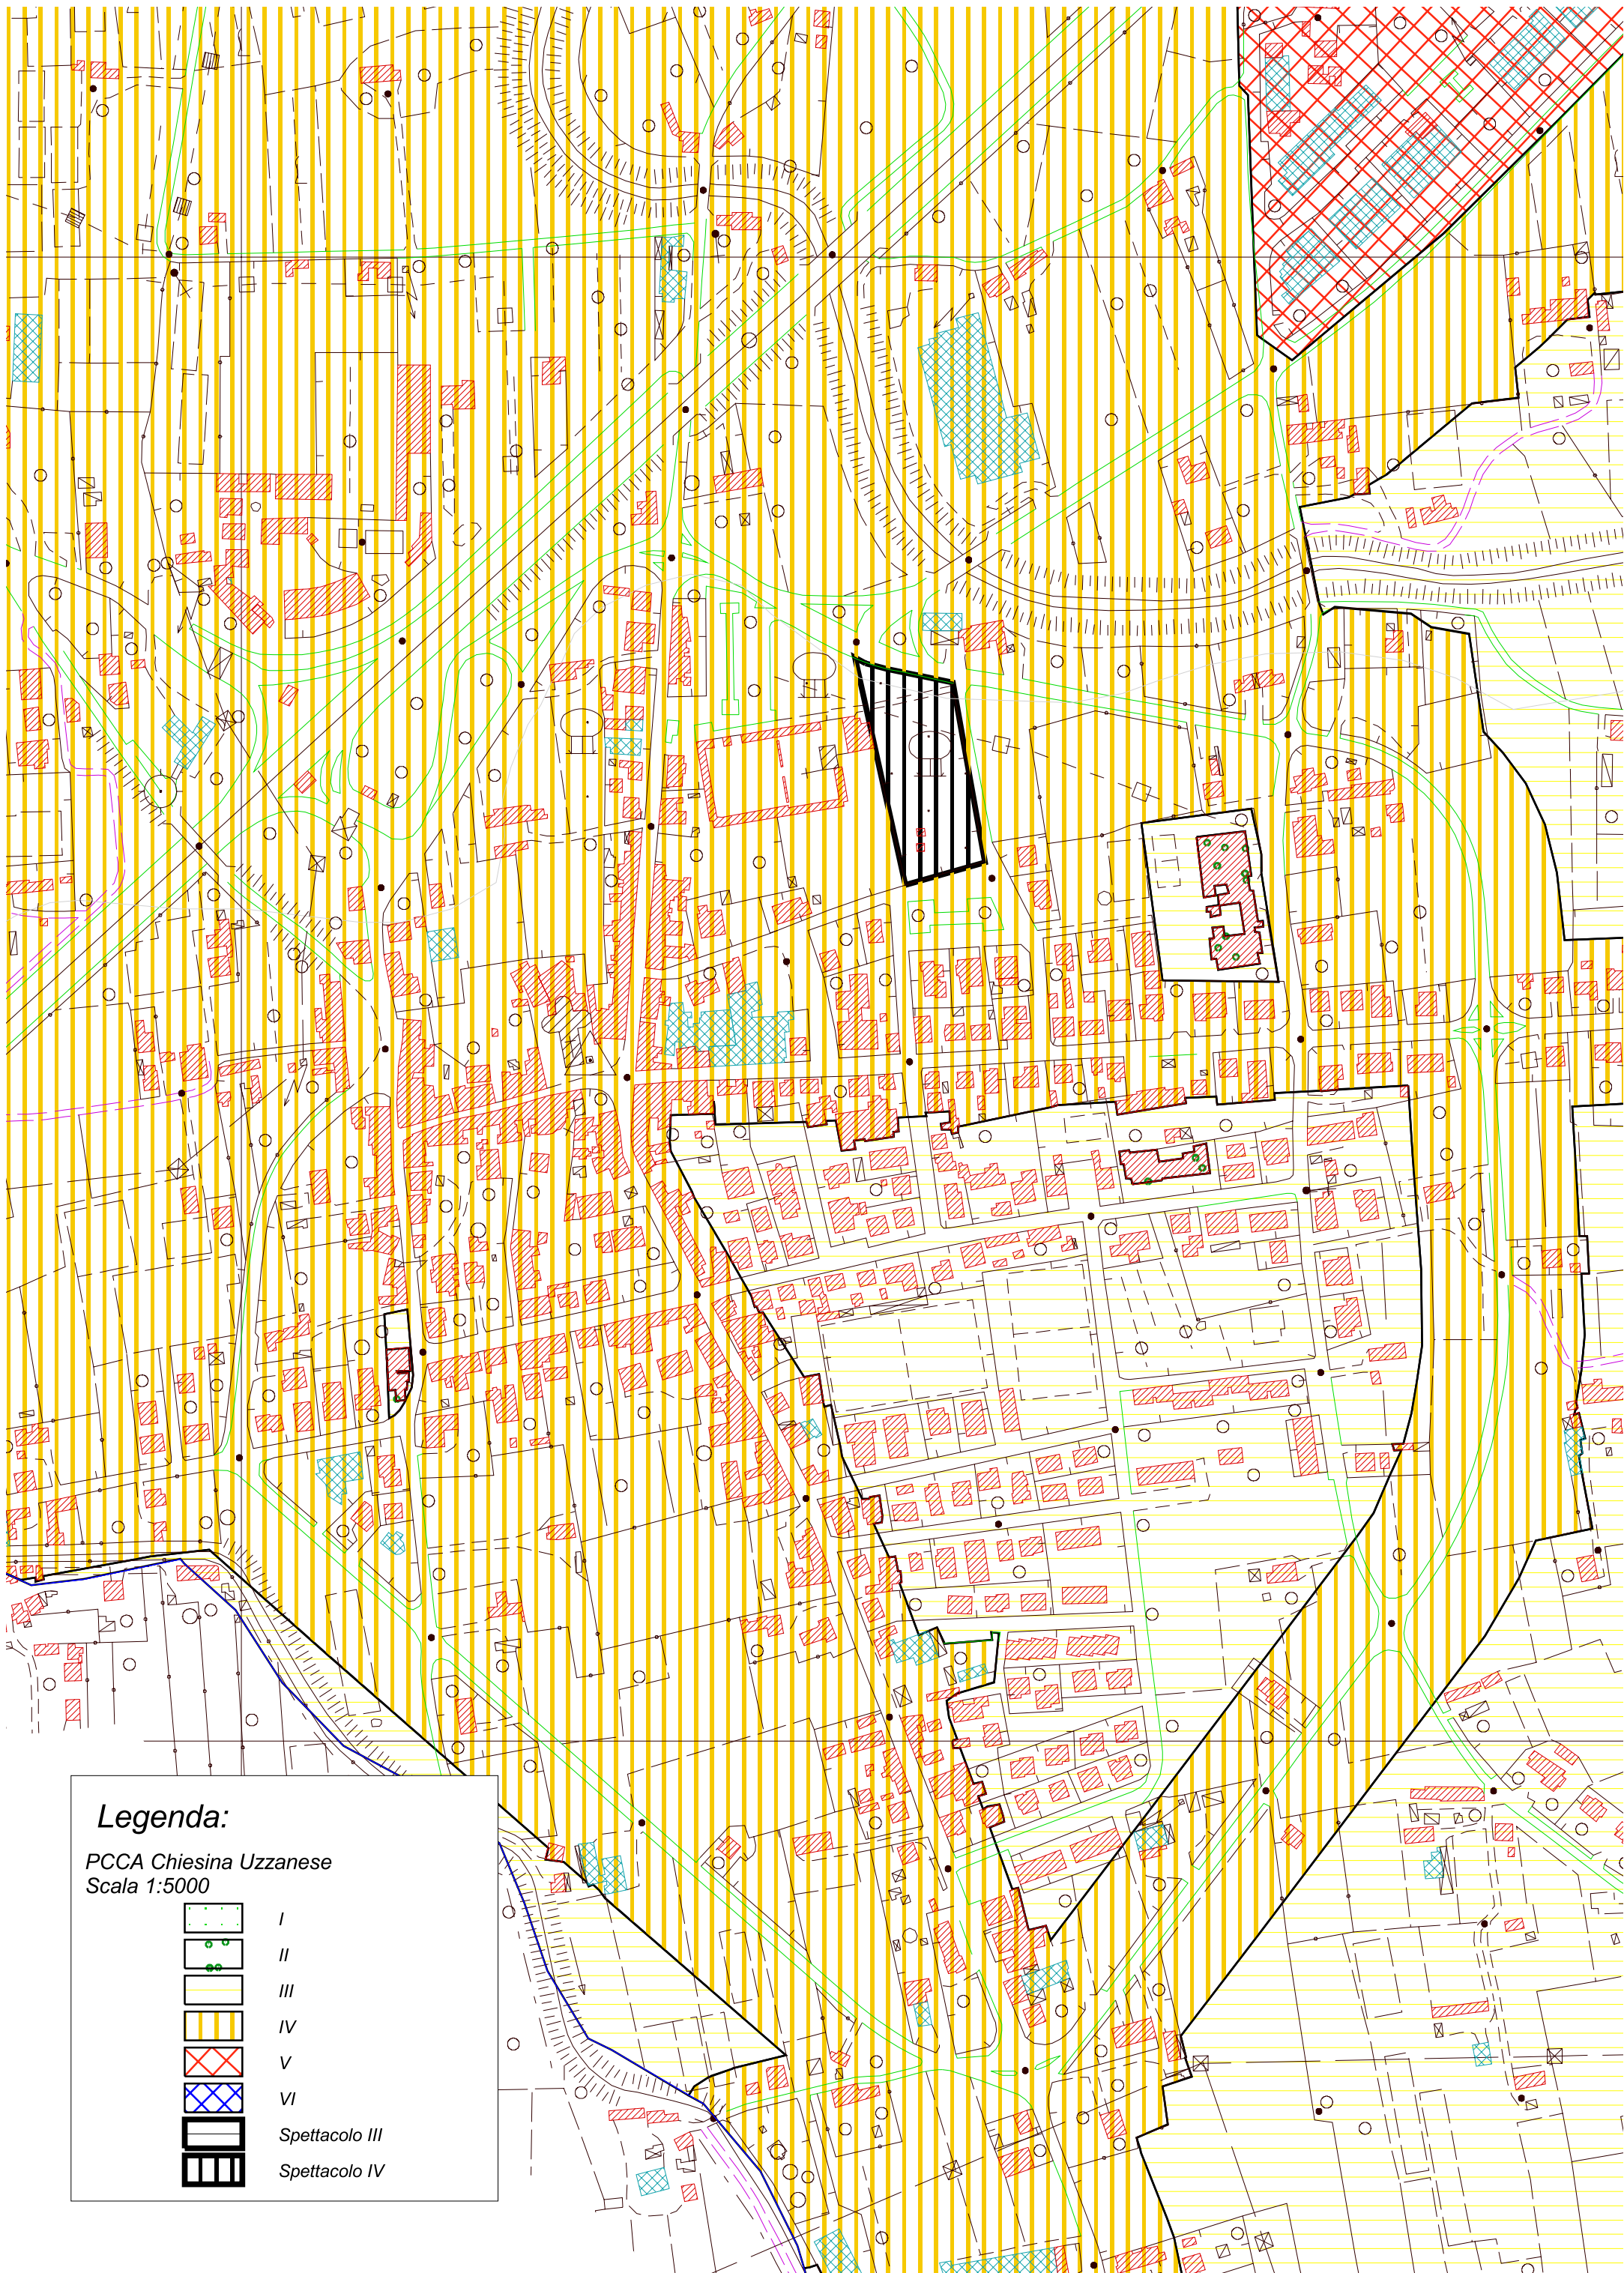 Legenda:
PCCA Chiesina Uzzanese
Scala 1:5000
I
II
III
IV
V
VI
Spettacolo III
Spettacolo IV